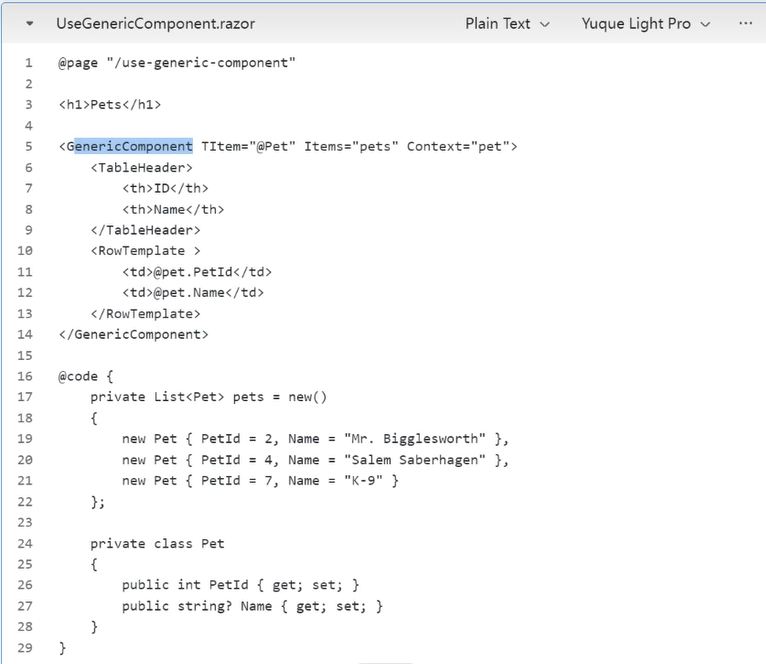 UseGenericComponent.razor Plain Text Yuque Light Pro ...
1 @page "/use-generic-component"
2
3 <h1>Pets</h1>
4
5 <GenericComponent TItem="@Pet" Items="pets" Context="pet">
6     <TableHeader>
7         <th>ID</th>
8         <th>Name</th>
9     </TableHeader>
10     <RowTemplate >
11         <td>@pet.PetId</td>
12         <td>@pet.Name</td>
13     </RowTemplate>
14 </GenericComponent>
15
16 @code {
17     private List<Pet> pets = new()
18     {
19         new Pet { PetId = 2, Name = "Mr. Bigglesworth" },
20         new Pet { PetId = 4, Name = "Salem Saberhagen" },
21         new Pet { PetId = 7, Name = "K-9" }
22     };
23
24     private class Pet
25     {
26         public int PetId { get; set; }
27         public string? Name { get; set; }
28     }
29 }